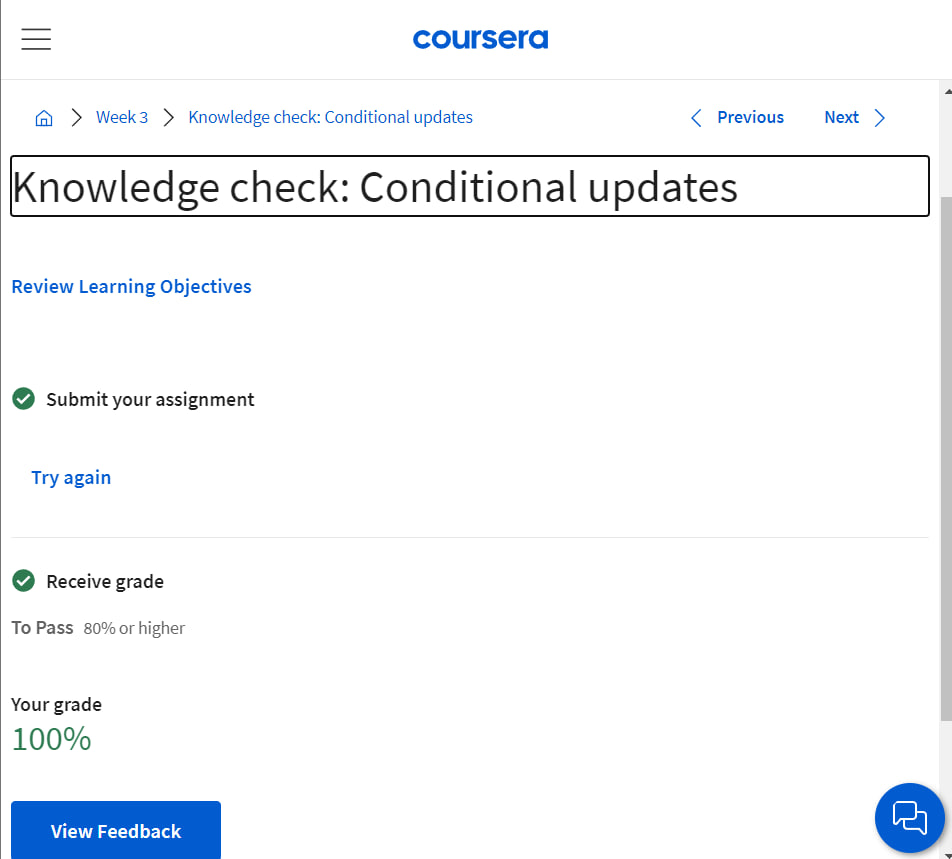 coursera
Week 3 Knowledge check: Conditional updates Previous Next
Knowledge check: Conditional updates
Review Learning Objectives
Submit your assignment
Try again
Receive grade
To Pass 80% or higher
Your grade
100%
View Feedback